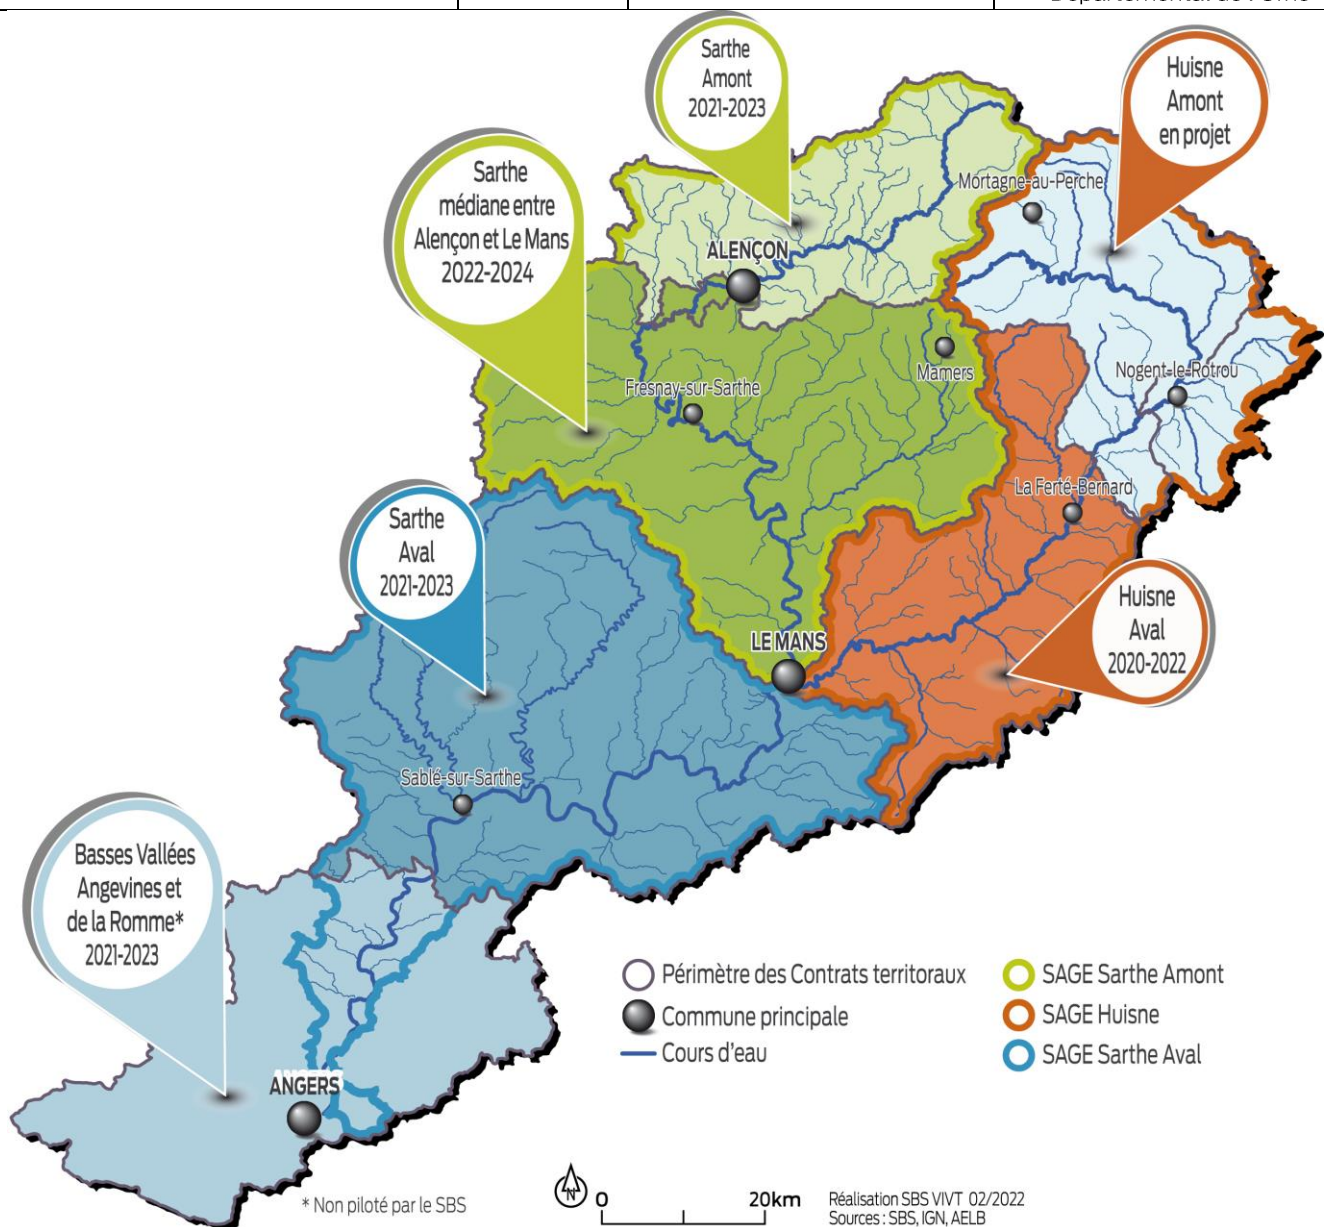 Départemental de l'Orne
Sarthe
Amont
2021-2023
Huisne
Amont
en projet
Sarthe
médiane entre
Alençon et Le Mans
2022-2024
Mortagne-au-Perche
ALENÇON
Mamers
Nogent-le-Rotrou
Fresnay-sur-Sarthe
La Ferté-Bernard
Sarthe
Aval
2021-2023
Huisne
Aval
2020-2022
LE MANS
Sablé-sur-Sarthe
Basses Vallées
Angevines et
de la Romme*
2021-2023
ANGERS
Périmètre des Contrats territoraux
Commune principale
Cours d'eau
SAGE Sarthe Amont
SAGE Huisne
SAGE Sarthe Aval
* Non piloté par le SBS
N
0 20km
Réalisation SBS VIVT 02/2022
Sources : SBS, IGN, AELB